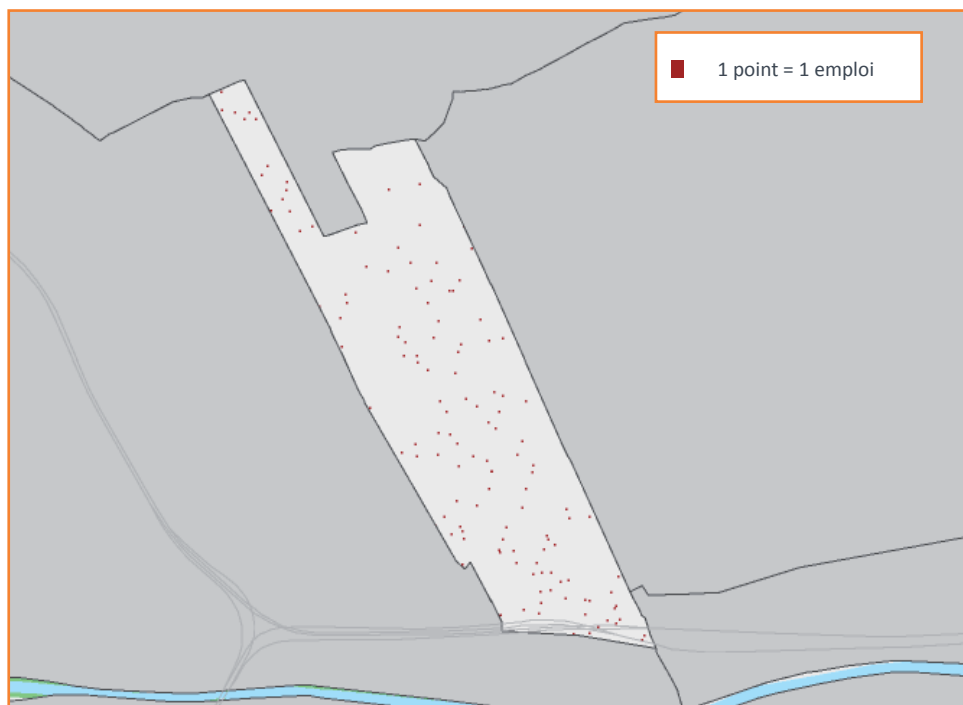 1 point = 1 emploi